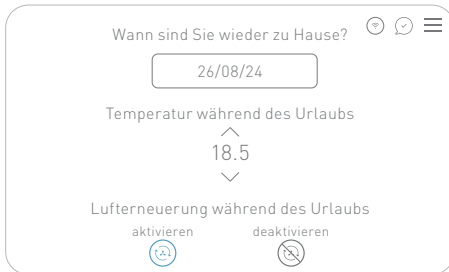 Wann sind Sie wieder zu Hause?
26/08/24
Temperatur während des Urlaubs
18.5
Lufterneuerung während des Urlaubs
aktivieren deaktivieren